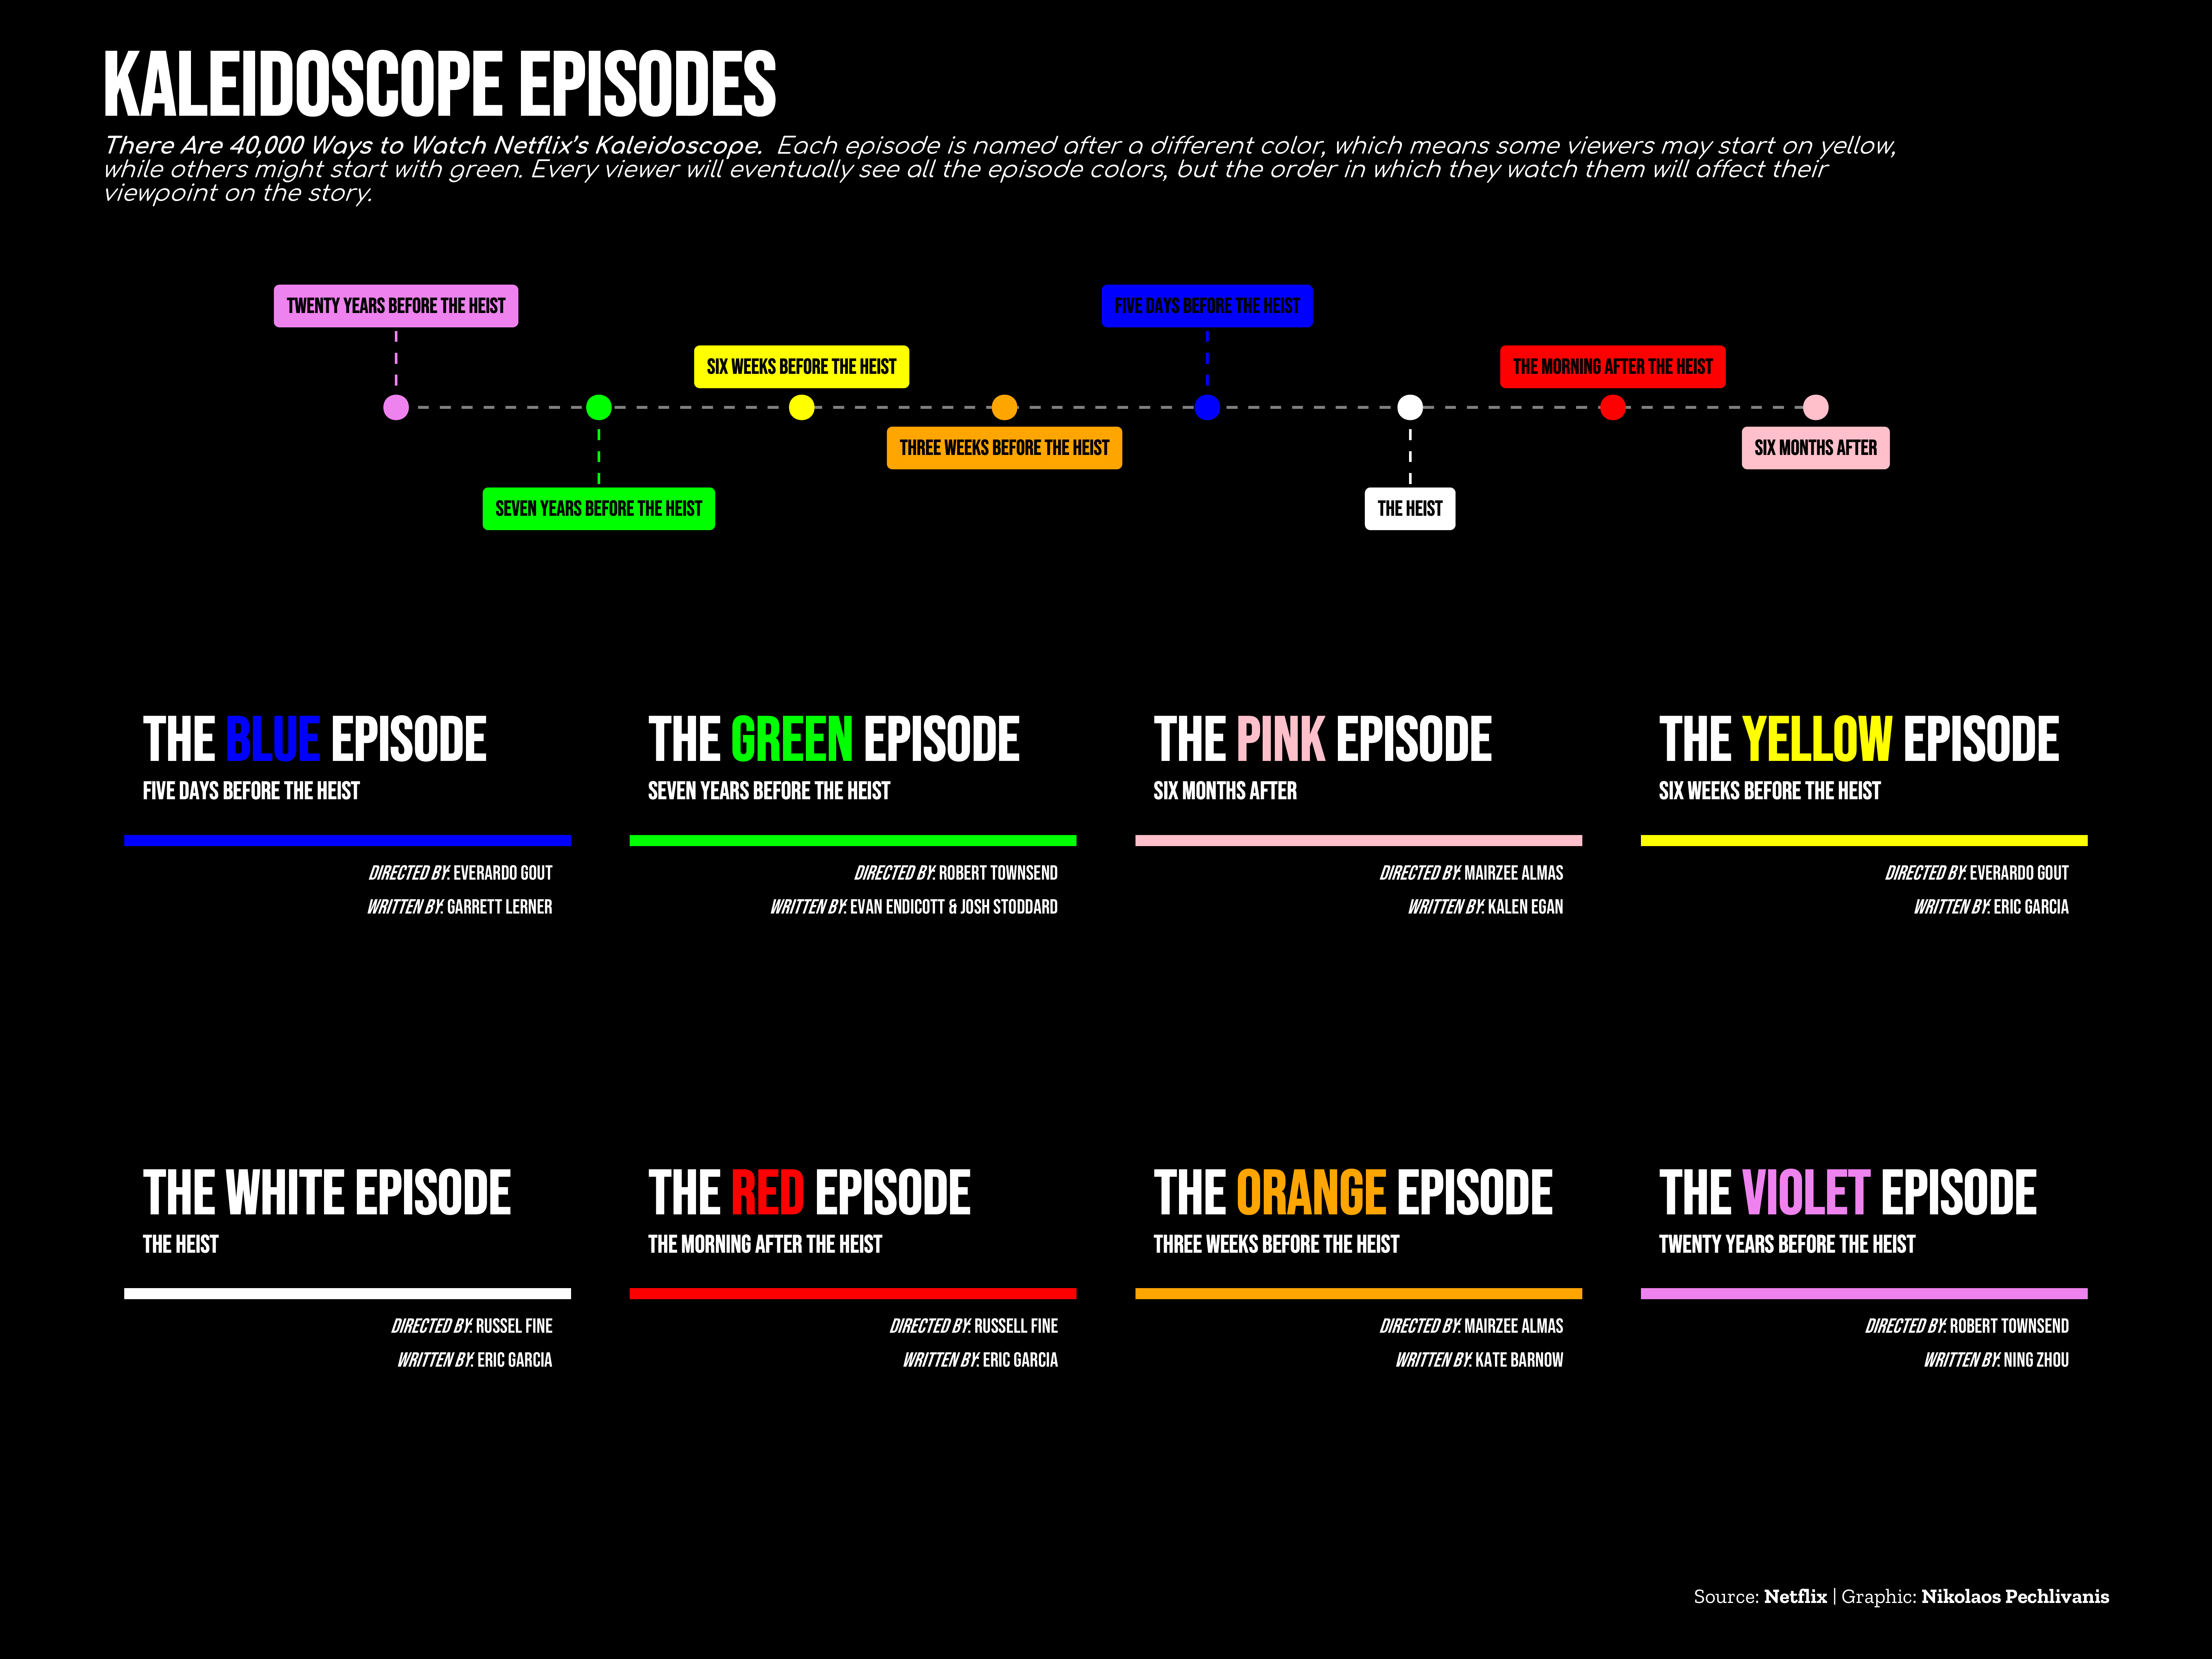 KALEIDOSCOPE EPISODES
There Are 40,000 Ways to Watch Netflix’s Kaleidoscope. Each episode is named after a different color, which means some viewers may start on yellow,
while others might start with green. Every viewer will eventually see all the episode colors, but the order in which they watch them will affect their
viewpoint on the story.
TWENTY YEARS BEFORE THE HEIST
FIVE DAYS BEFORE THE HEIST
SIX WEEKS BEFORE THE HEIST
THE MORNING AFTER THE HEIST
THREE WEEKS BEFORE THE HEIST
SIX MONTHS AFTER
SEVEN YEARS BEFORE THE HEIST
THE HEIST
THE BLUE EPISODE
FIVE DAYS BEFORE THE HEIST
DIRECTED BY: EVERARDO GOUT
WRITTEN BY: GARRETT LERNER
THE GREEN EPISODE
SEVEN YEARS BEFORE THE HEIST
DIRECTED BY: ROBERT TOWNSEND
WRITTEN BY: EVAN ENDICOTT & JOSH STODDARD
THE PINK EPISODE
SIX MONTHS AFTER
DIRECTED BY: MAIRZEE ALMAS
WRITTEN BY: KALEN EGAN
THE YELLOW EPISODE
SIX WEEKS BEFORE THE HEIST
DIRECTED BY: EVERARDO GOUT
WRITTEN BY: ERIC GARCIA
THE WHITE EPISODE
THE HEIST
DIRECTED BY: RUSSEL FINE
WRITTEN BY: ERIC GARCIA
THE RED EPISODE
THE MORNING AFTER THE HEIST
DIRECTED BY: RUSSELL FINE
WRITTEN BY: ERIC GARCIA
THE ORANGE EPISODE
THREE WEEKS BEFORE THE HEIST
DIRECTED BY: MAIRZEE ALMAS
WRITTEN BY: KATE BARNOW
THE VIOLET EPISODE
TWENTY YEARS BEFORE THE HEIST
DIRECTED BY: ROBERT TOWNSEND
WRITTEN BY: NING ZHOU
Source: Netflix | Graphic: Nikolaos Pechlivanis